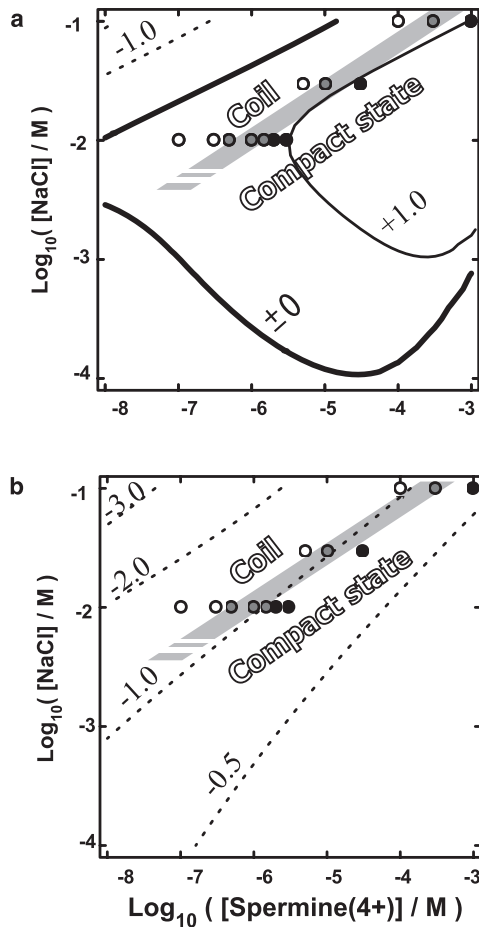 a
-1
-2
-3
-4
Log10( [NaCl] / M )
-1.0
Coil
Compact state
+1.0
±0
-8 -7 -6 -5 -4 -3
b
-1
-2
-3
-4
Log10( [NaCl] / M )
-3.0
-2.0
Coil
Compact state
-1.0
-0.5
-8 -7 -6 -5 -4 -3
Log10 ( [Spermine(4+)] / M )